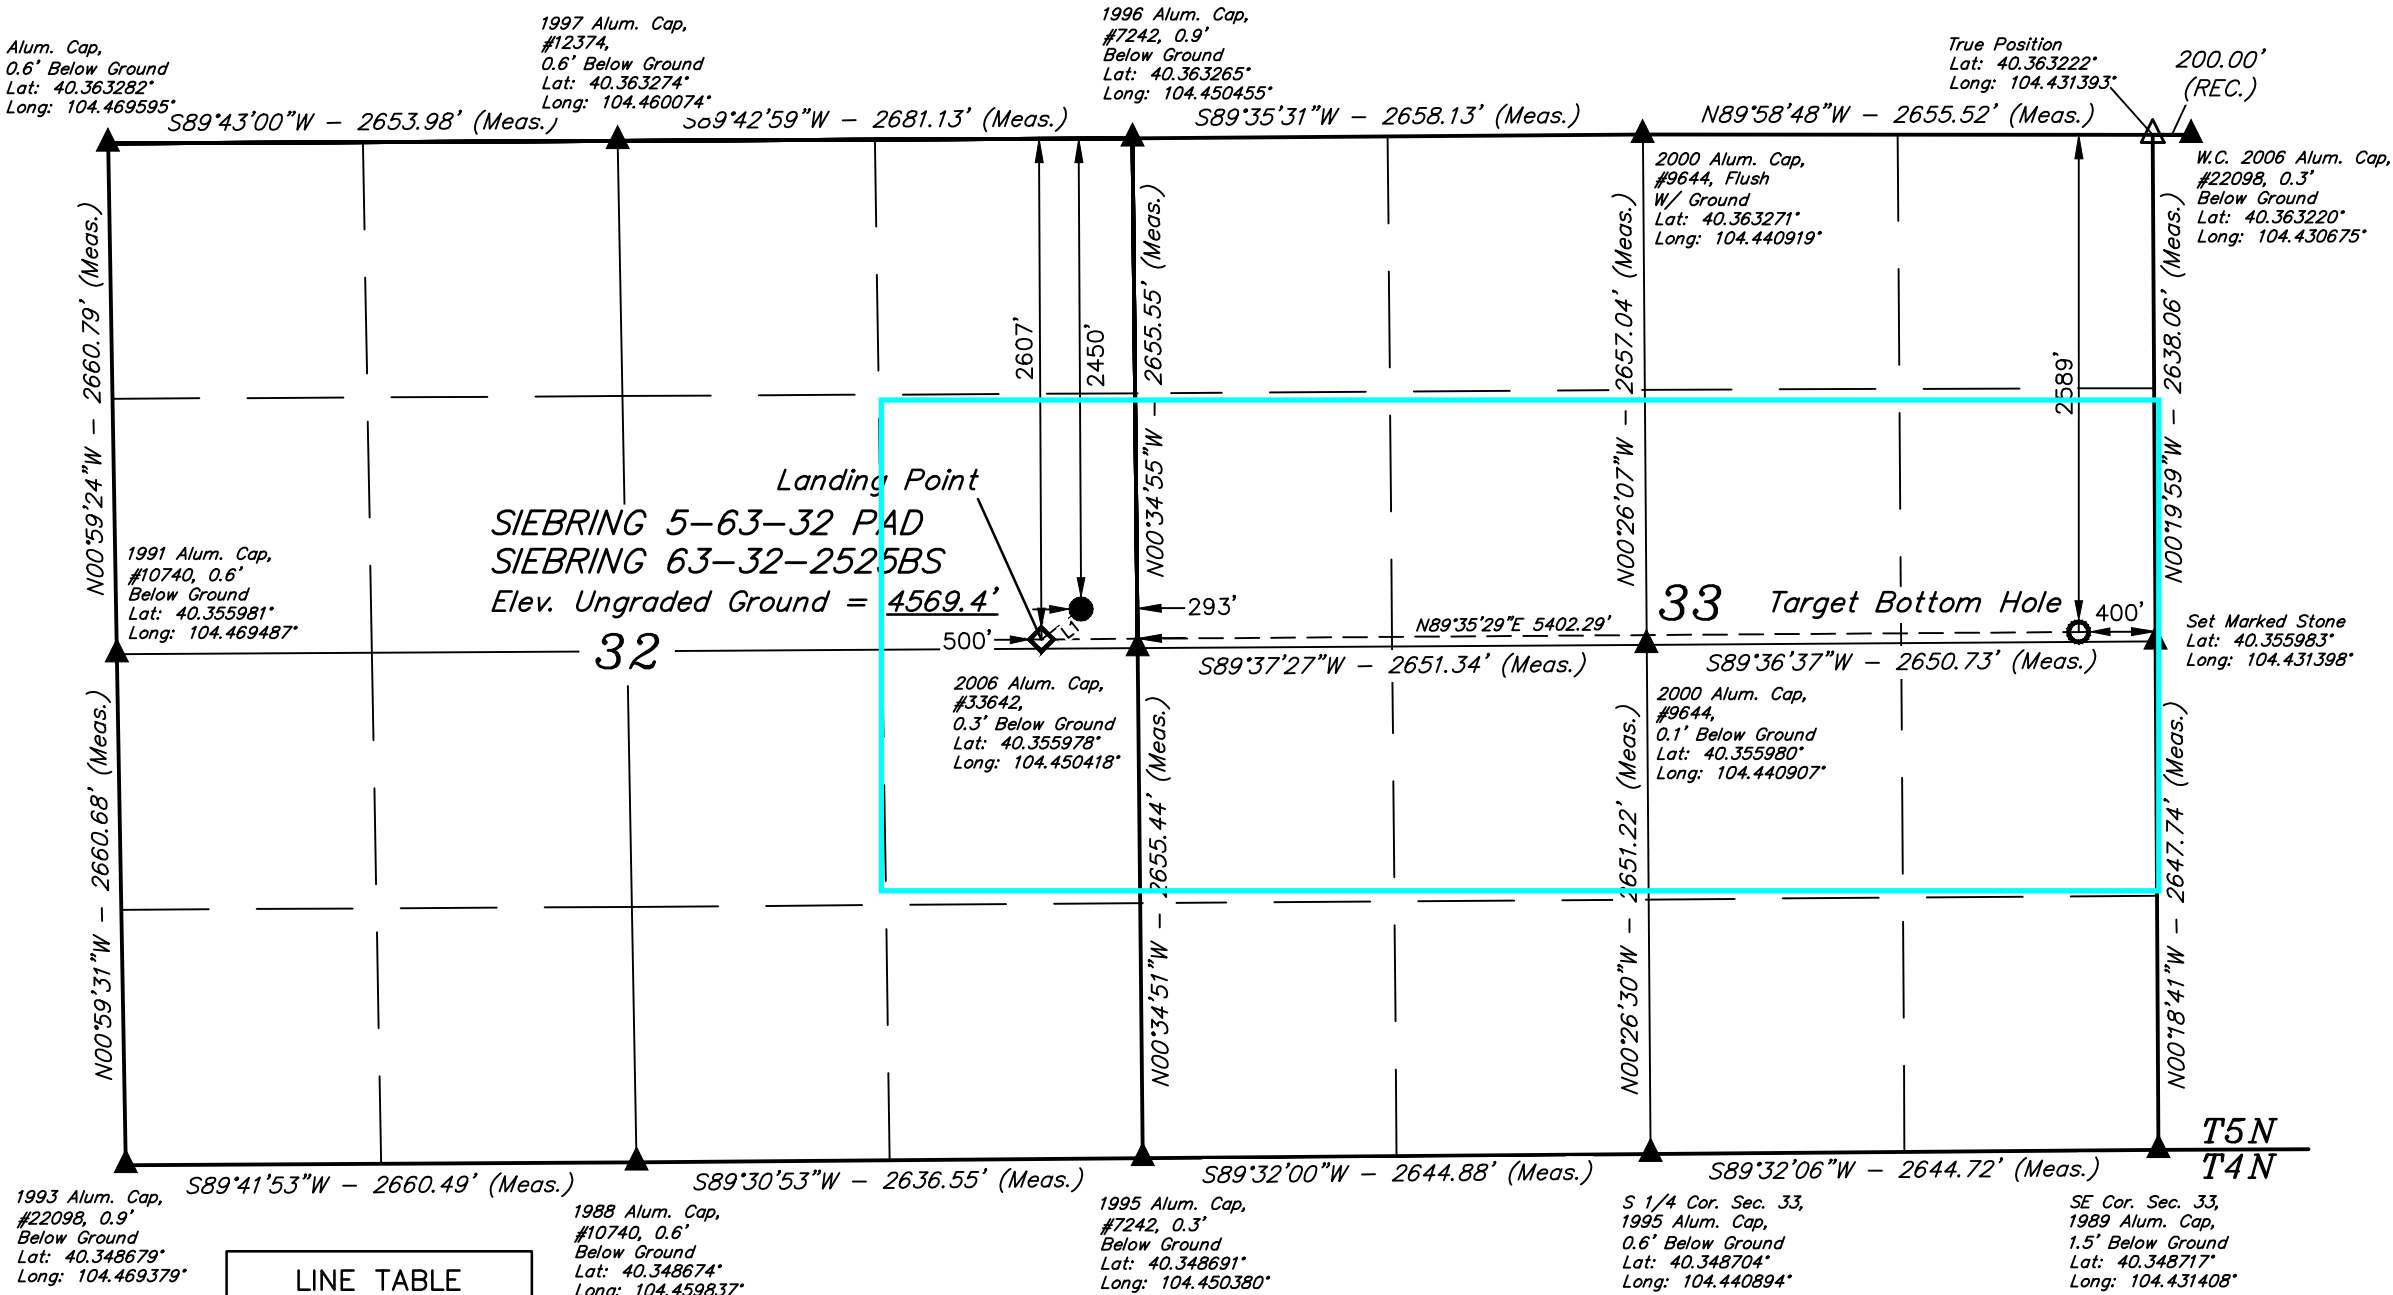 Alum. Cap,
0.6' Below Ground
Lat: 40.363282°
Long: 104.469595°
1997 Alum. Cap,
#12374,
0.6' Below Ground
Lat: 40.363274°
Long: 104.460074°
1996 Alum. Cap,
#7242, 0.9'
Below Ground
Lat: 40.363265°
Long: 104.450455°
True Position
Lat: 40.363222°
Long: 104.431393°
200.00'
(REC.)
S89°43'00"W - 2653.98' (Meas.)
S89°42'59"W - 2681.13' (Meas.)
S89°35'31"W - 2658.13' (Meas.)
N89°58'48"W - 2655.52' (Meas.)
2000 Alum. Cap,
#9644, Flush
W/ Ground
Lat: 40.363271°
Long: 104.440919°
W.C. 2006 Alum. Cap,
#22098, 0.3'
Below Ground
Lat: 40.363220°
Long: 104.430675°
N00°59'24"W - 2660.79' (Meas.)
2607'
2450'
N00°34'55"W - 2655.55' (Meas.)
N00°26'07"W - 2657.04' (Meas.)
2589'
N00°19'59"W - 2638.06' (Meas.)
Landing Point
SIEBRING 5-63-32 PAD
SIEBRING 63-32-2525BS
Elev. Ungraded Ground = 4569.4'
1991 Alum. Cap,
#10740, 0.6'
Below Ground
Lat: 40.355981°
Long: 104.469487°
32
500'
L1
293'
N89°35'29"E 5402.29'
33
Target Bottom Hole
400'
Set Marked Stone
Lat: 40.355983°
Long: 104.431398°
S89°37'27"W - 2651.34' (Meas.)
S89°36'37"W - 2650.73' (Meas.)
2006 Alum. Cap,
#33642,
0.3' Below Ground
Lat: 40.355978°
Long: 104.450418°
2000 Alum. Cap,
#9644,
0.1' Below Ground
Lat: 40.355980°
Long: 104.440907°
N00°59'31"W - 2660.68' (Meas.)
N00°34'51"W - 2655.44' (Meas.)
N00°26'30"W - 2651.22' (Meas.)
N00°18'41"W - 2647.74' (Meas.)
T5N
T4N
S89°41'53"W - 2660.49' (Meas.)
S89°30'53"W - 2636.55' (Meas.)
S89°32'00"W - 2644.88' (Meas.)
S89°32'06"W - 2644.72' (Meas.)
1993 Alum. Cap,
#22098, 0.9'
Below Ground
Lat: 40.348679°
Long: 104.469379°
LINE TABLE
1988 Alum. Cap,
#10740, 0.6'
Below Ground
Lat: 40.348674°
Long: 104.459837°
1995 Alum. Cap,
#7242, 0.3'
Below Ground
Lat: 40.348691°
Long: 104.450380°
S 1/4 Cor. Sec. 33,
1995 Alum. Cap,
0.6' Below Ground
Lat: 40.348704°
Long: 104.440894°
SE Cor. Sec. 33,
1989 Alum. Cap,
1.5' Below Ground
Lat: 40.348717°
Long: 104.431408°